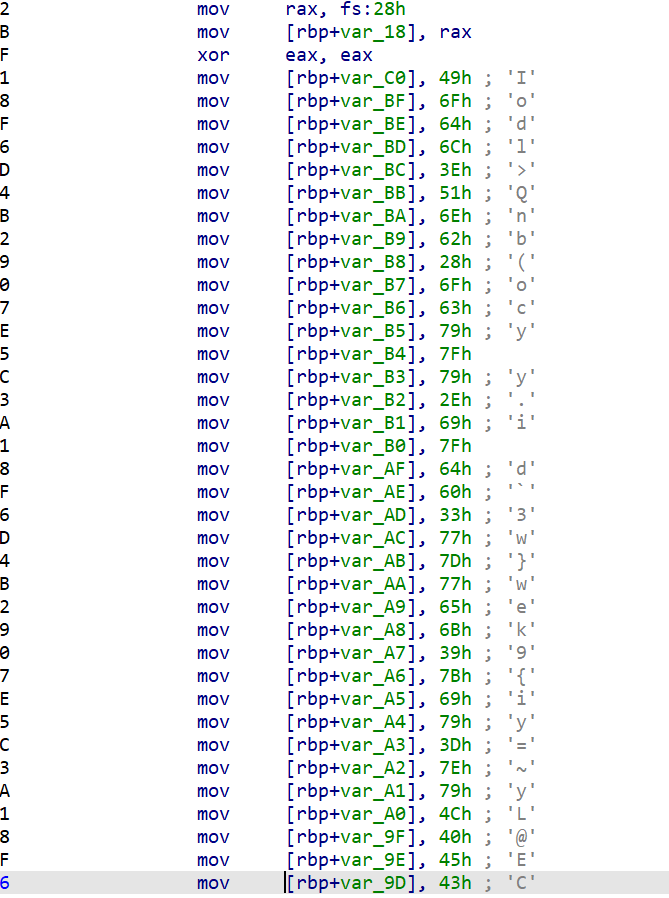 2 mov rax, fs:28h
B mov [rbp+var_18], rax
F xor eax, eax
1 mov [rbp+var_C0], 49h ; 'I'
8 mov [rbp+var_BF], 6Fh ; 'o'
F mov [rbp+var_BE], 64h ; 'd'
6 mov [rbp+var_BD], 6Ch ; 'l'
D mov [rbp+var_BC], 3Eh ; '>'
4 mov [rbp+var_BB], 51h ; 'Q'
B mov [rbp+var_BA], 6Eh ; 'n'
2 mov [rbp+var_B9], 62h ; 'b'
9 mov [rbp+var_B8], 28h ; '('
0 mov [rbp+var_B7], 6Fh ; 'o'
7 mov [rbp+var_B6], 63h ; 'c'
E mov [rbp+var_B5], 79h ; 'y'
5 mov [rbp+var_B4], 7Fh
C mov [rbp+var_B3], 79h ; 'y'
3 mov [rbp+var_B2], 2Eh ; '.'
A mov [rbp+var_B1], 69h ; 'i'
1 mov [rbp+var_B0], 7Fh
8 mov [rbp+var_AF], 64h ; 'd'
F mov [rbp+var_AE], 60h ; '`'
6 mov [rbp+var_AD], 33h ; '3'
D mov [rbp+var_AC], 77h ; 'w'
4 mov [rbp+var_AB], 7Dh ; '}'
B mov [rbp+var_AA], 77h ; 'w'
2 mov [rbp+var_A9], 65h ; 'e'
9 mov [rbp+var_A8], 6Bh ; 'k'
0 mov [rbp+var_A7], 39h ; '9'
7 mov [rbp+var_A6], 7Bh ; '{'
E mov [rbp+var_A5], 69h ; 'i'
5 mov [rbp+var_A4], 79h ; 'y'
C mov [rbp+var_A3], 3Dh ; '='
3 mov [rbp+var_A2], 7Eh ; '~'
A mov [rbp+var_A1], 79h ; 'y'
1 mov [rbp+var_A0], 4Ch ; 'L'
8 mov [rbp+var_9F], 40h ; '@'
F mov [rbp+var_9E], 45h ; 'E'
6 mov [rbp+var_9D], 43h ; 'C'